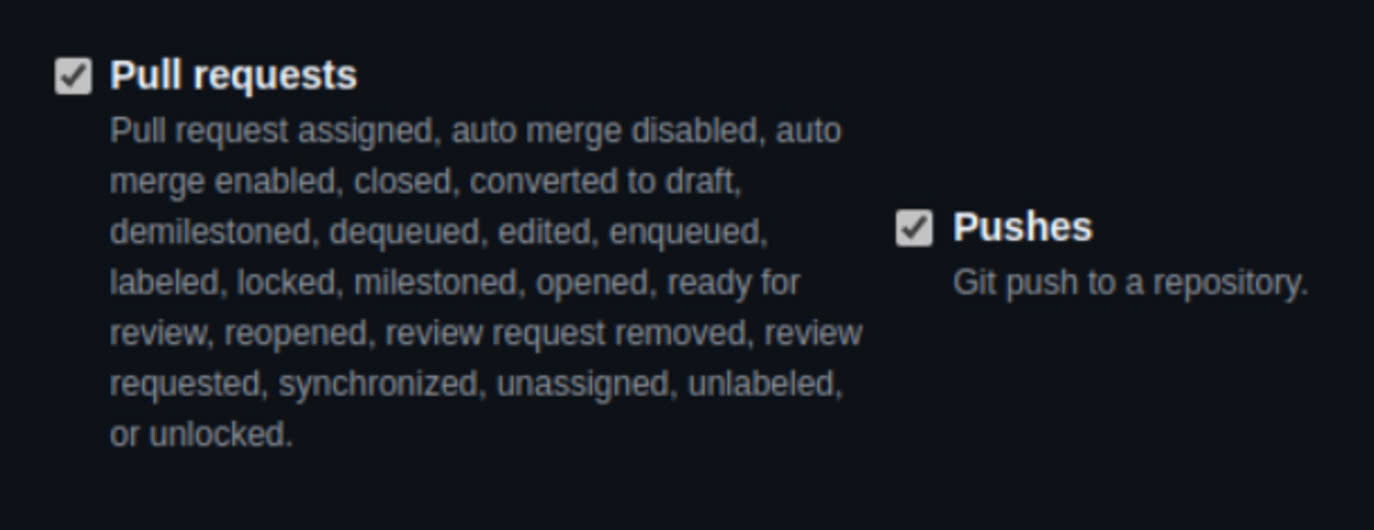 Pull requests
Pull request assigned, auto merge disabled, auto
merge enabled, closed, converted to draft,
demilestoned, dequeued, edited, enqueued,
labeled, locked, milestoned, opened, ready for
review, reopened, review request removed, review
requested, synchronized, unassigned, unlabeled,
or unlocked.
Pushes
Git push to a repository.